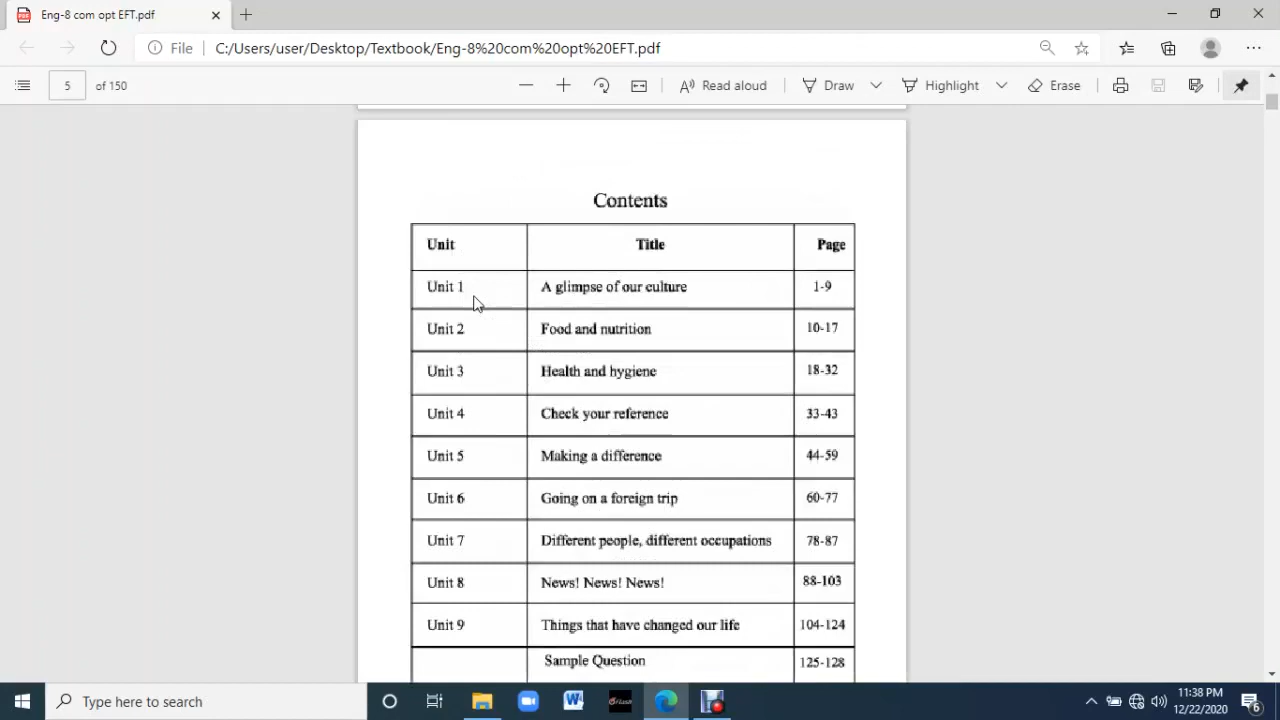 Eng-8 com opt EFT.pdf
File C:/Users/user/Desktop/Textbook/Eng-8%20com%20opt%20EFT.pdf
5 of 150 Read aloud Draw Highlight Erase
Contents
Unit Title Page
Unit 1 A glimpse of our culture 1-9
Unit 2 Food and nutrition 10-17
Unit 3 Health and hygiene 18-32
Unit 4 Check your reference 33-43
Unit 5 Making a difference 44-59
Unit 6 Going on a foreign trip 60-77
Unit 7 Different people, different occupations 78-87
Unit 8 News! News! News! 88-103
Unit 9 Things that have changed our life 104-124
Sample Question 125-128
Type here to search
11:38 PM
12/22/2020
6